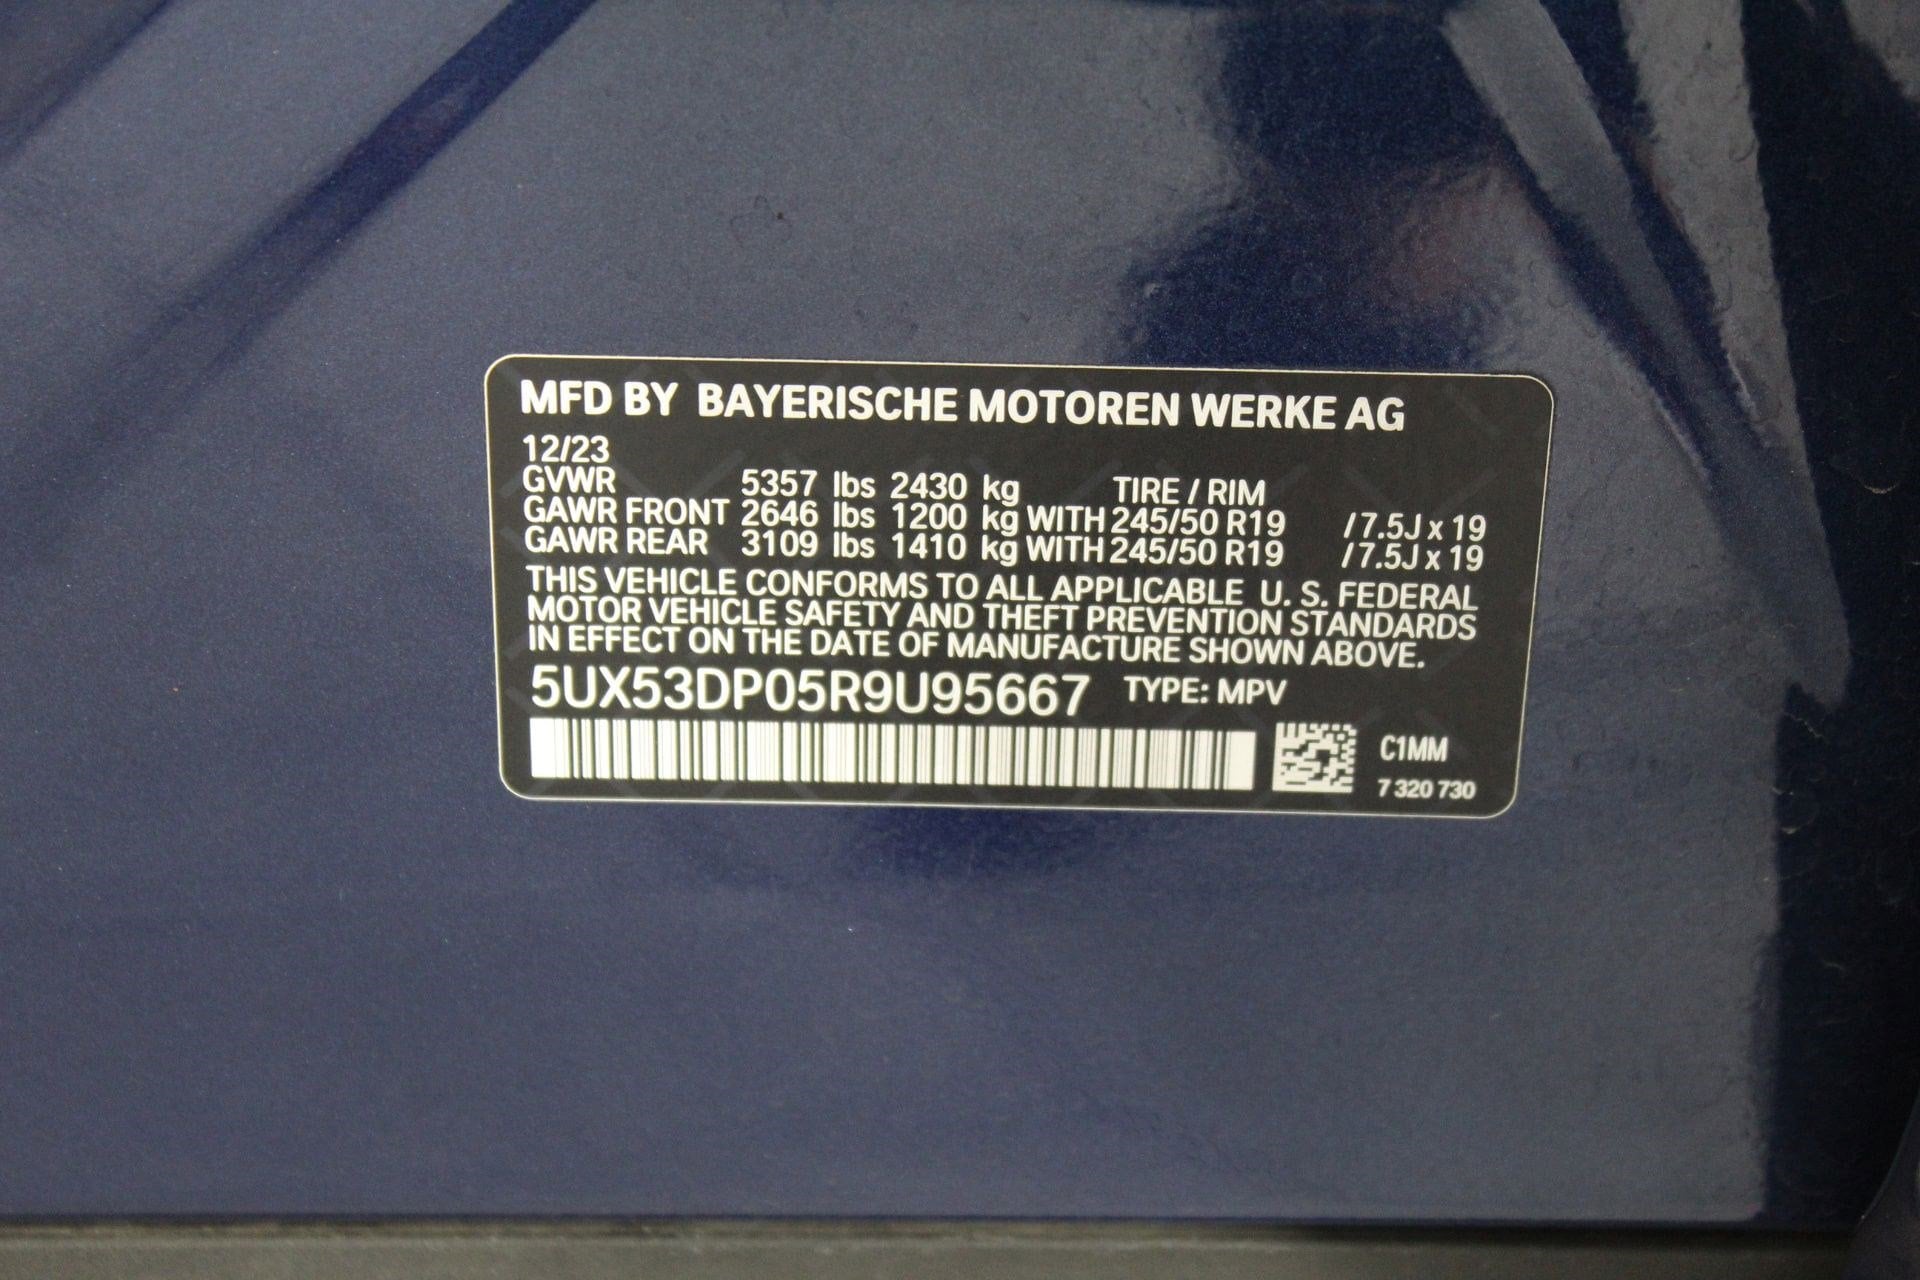 MFD BY BAYERISCHE MOTOREN WERKE AG
12/23
GVWR 5357 lbs 2430 kg TIRE / RIM
GAWR FRONT 2646 lbs 1200 kg WITH 245/50 R19 /7.5J x 19
GAWR REAR 3109 lbs 1410 kg WITH 245/50 R19 /7.5J x 19
THIS VEHICLE CONFORMS TO ALL APPLICABLE U. S. FEDERAL
MOTOR VEHICLE SAFETY AND THEFT PREVENTION STANDARDS
IN EFFECT ON THE DATE OF MANUFACTURE SHOWN ABOVE.
5UX53DP05R9U95667 TYPE: MPV
C1MM
7 320 730